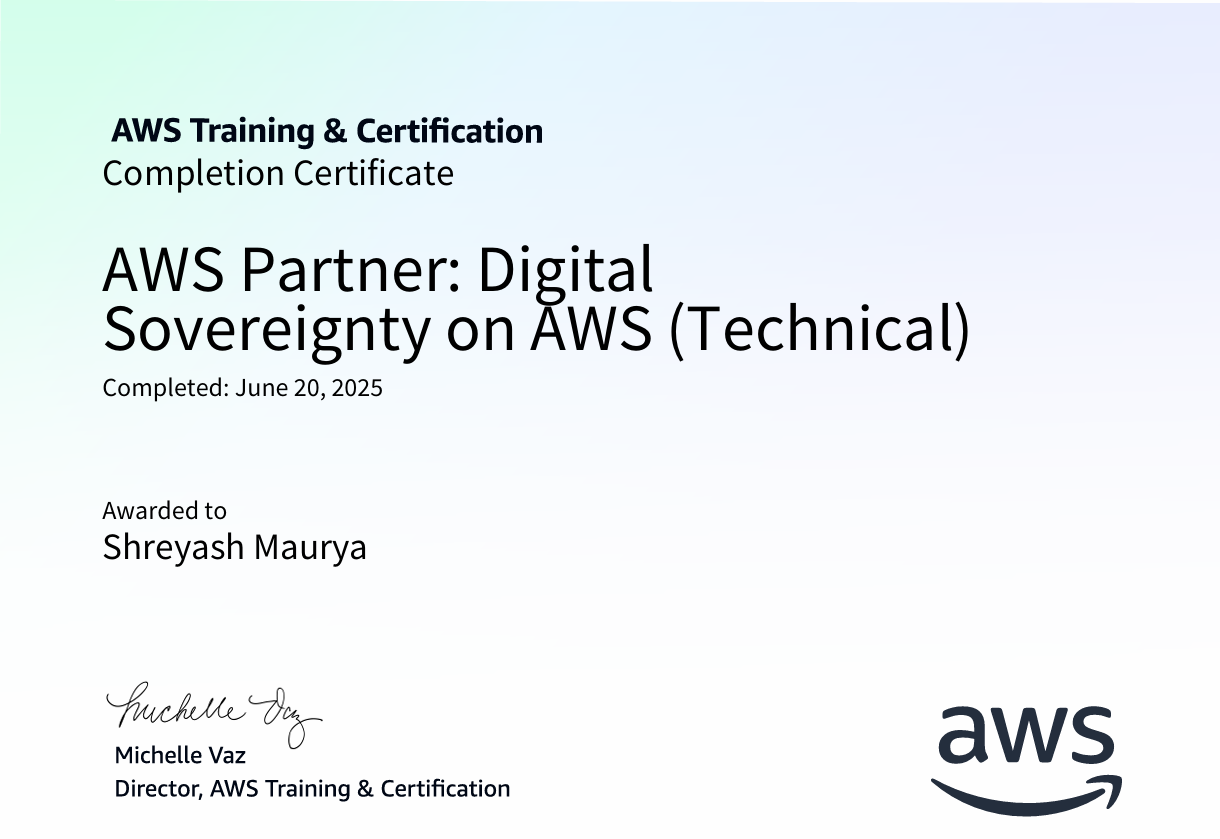 AWS Training & Certification
Completion Certificate
AWS Partner: Digital
Sovereignty on AWS (Technical)
Completed: June 20, 2025
Awarded to
Shreyash Maurya
Michelle Vaz
Michelle Vaz
Director, AWS Training & Certification
aws